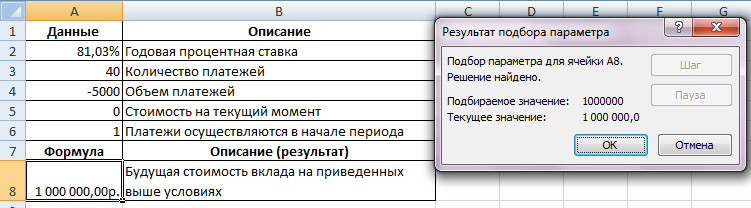 A B C D E F G
1 Данные Описание
2 81,03% Годовая процентная ставка
3 40 Количество платежей
4 -5000 Объем платежей
5 0 Стоимость на текущий момент
6 1 Платежи осуществляются в начале периода
7 Формула Описание (результат)
Будущая стоимость вклада на приведенных
8 1 000 000,00р. выше условиях
Результат подбора параметра
Подбор параметра для ячейки A8.
Решение найдено.
Шаг
Пауза
Подбираемое значение: 1000000
Текущее значение: 1 000 000,0
ОК Отмена